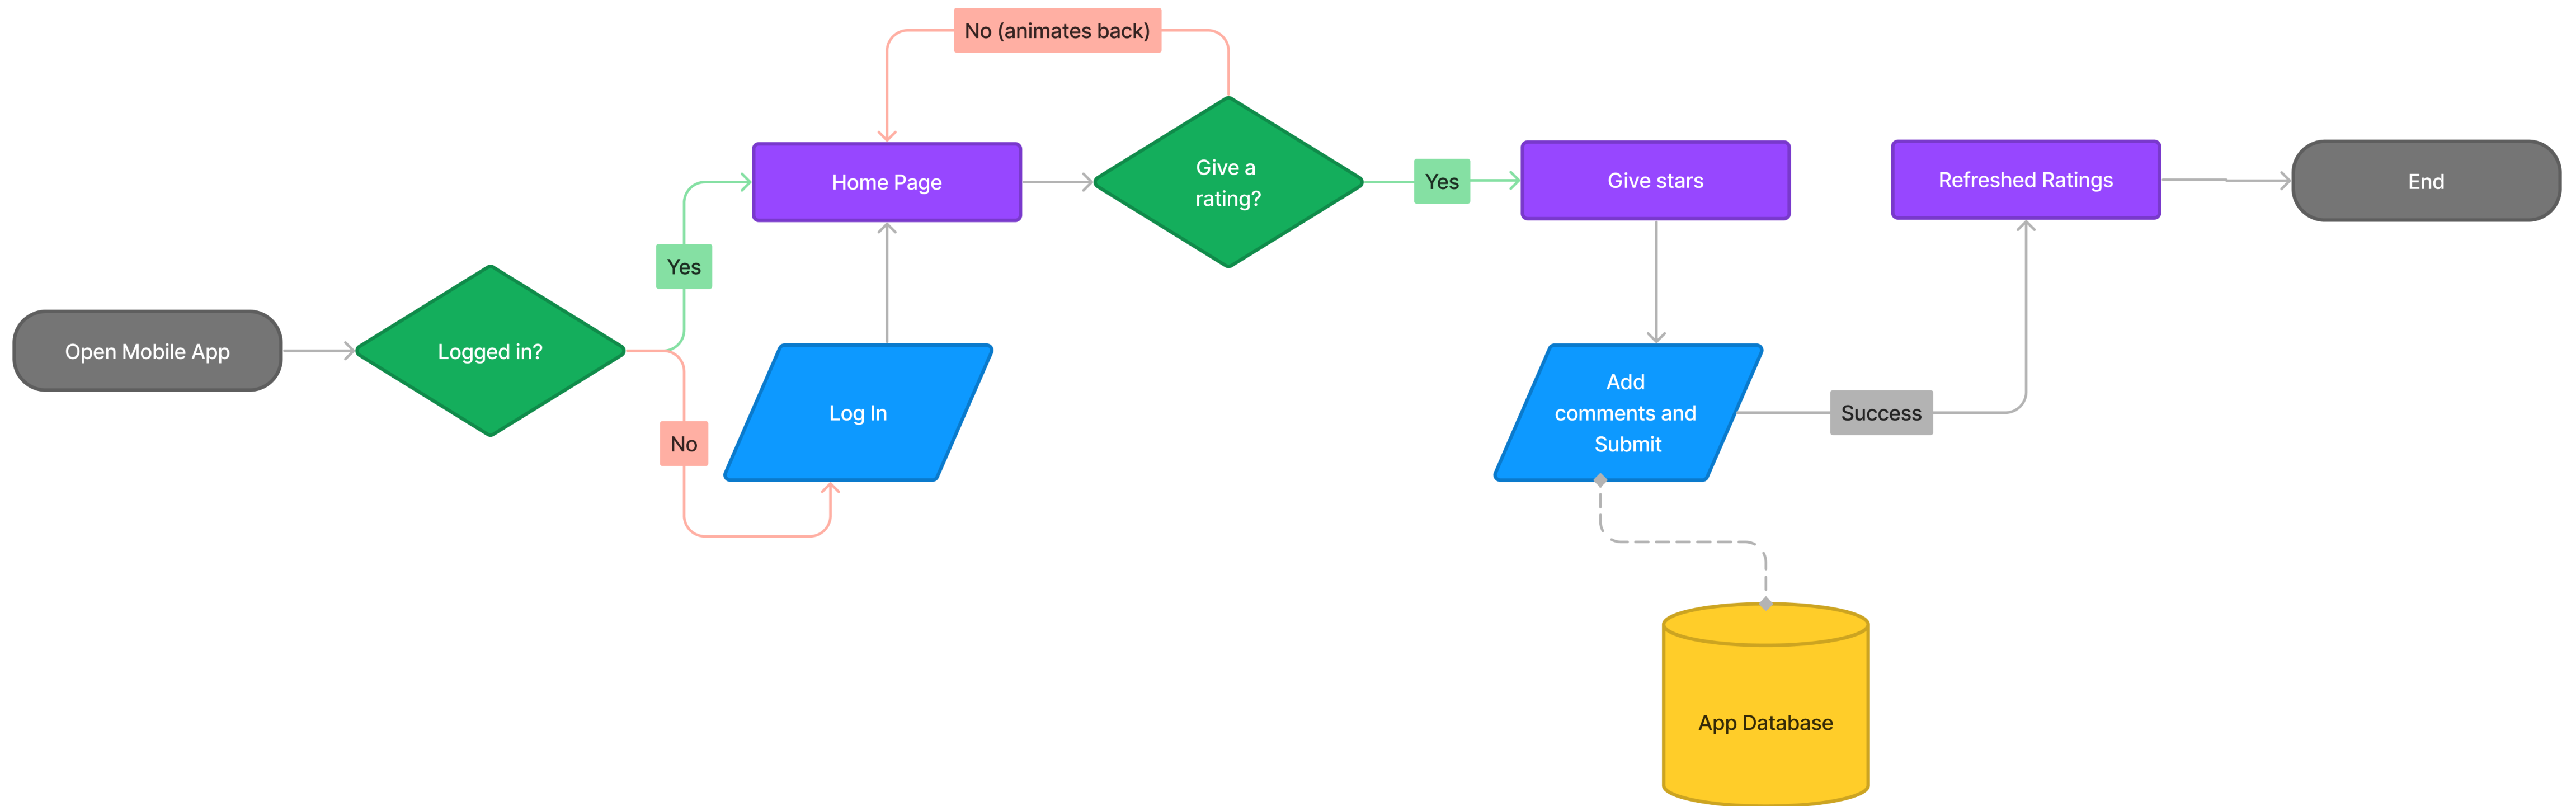 No (animates back)
Home Page
Give a
rating?
Yes
Give stars
Refreshed Ratings
End
Yes
Open Mobile App
Logged in?
No
Log In
Add
comments and
Submit
Success
App Database